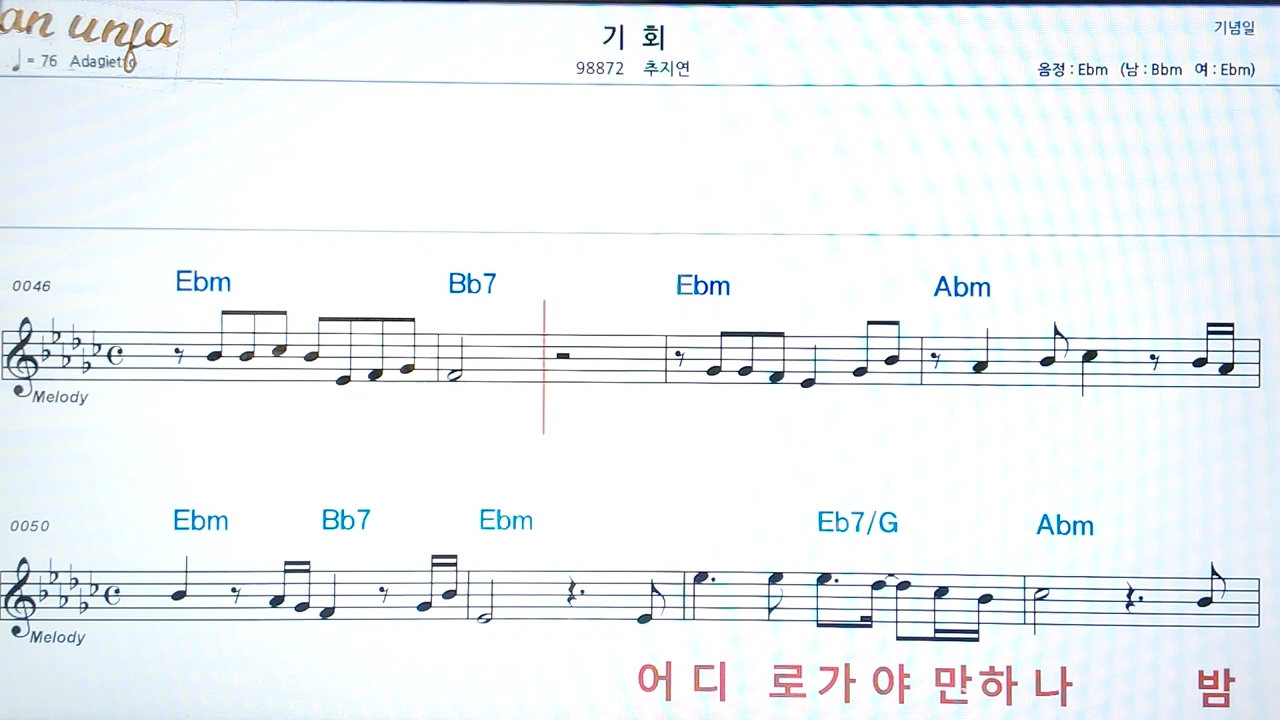 an unja
기 회
기념일
♩ = 76 Adagietto
98872 추지연
음정 : Ebm (남 : Bbm 여 : Ebm)
0046
Ebm Bb7 Ebm Abm
Melody
0050
Ebm Bb7 Ebm Eb7/G Abm
Melody
어 디 로 가 야 만 하 나 밤